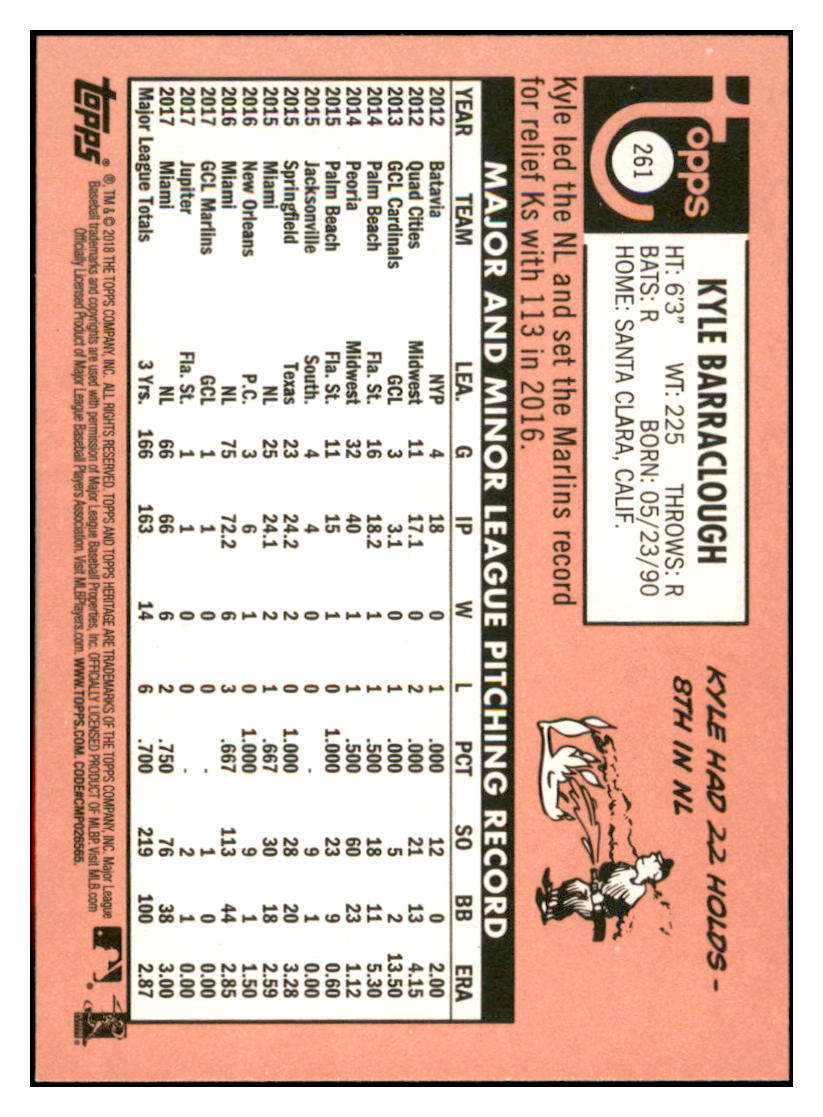 topps
261
KYLE BARRACLOUGH
HT: 6'3" WT: 225 THROWS: R
BATS: R BORN: 05/23/90
HOME: SANTA CLARA, CALIF.
KYLE HAD 22 HOLDS -
8TH IN NL
Kyle led the NL and set the Marlins record
for relief Ks with 113 in 2016.
MAJOR AND MINOR LEAGUE PITCHING RECORD
YEAR TEAM LEA. G IP W L PCT SO BB ERA
2012 Batavia NYP 4 18 0 1 .000 12 0 2.00
2012 Quad Cities Midwest 11 17.1 0 2 .000 21 13 4.15
2013 GCL Cardinals GCL 3 3.1 0 1 .000 5 2 13.50
2014 Palm Beach Fla. St. 16 18.2 1 1 .500 18 11 5.30
2014 Peoria Midwest 32 40 1 1 .500 60 23 1.12
2015 Palm Beach Fla. St. 11 15 1 0 1.000 23 9 0.60
2015 Jacksonville South. 4 4 0 0 - 9 1 0.00
2015 Springfield Texas 23 24.2 2 0 1.000 28 20 3.28
2015 Miami NL 25 24.1 2 1 .667 30 18 2.59
2016 New Orleans P.C. 3 6 1 0 1.000 9 1 1.50
2016 Miami NL 75 72.2 6 3 .667 113 44 2.85
2017 GCL Marlins GCL 1 1 0 0 - 1 0 0.00
2017 Jupiter Fla. St. 1 1 0 0 - 2 1 0.00
2017 Miami NL 66 66 6 2 .750 76 38 3.00
Major League Totals 3 Yrs. 166 163 14 6 .700 219 100 2.87
topps ®
®, TM & © 2018 THE TOPPS COMPANY, INC. ALL RIGHTS RESERVED. TOPPS AND TOPPS HERITAGE ARE TRADEMARKS OF THE TOPPS COMPANY, INC. Major League
Baseball trademarks and copyrights are used with permission of Major League Baseball Properties, Inc. OFFICIALLY LICENSED PRODUCT OF MLBP Visit MLB.com
Officially Licensed Product of Major League Baseball Players Association. Visit MLBPlayers.com. WWW.TOPPS.COM. CODE#CMP026565.